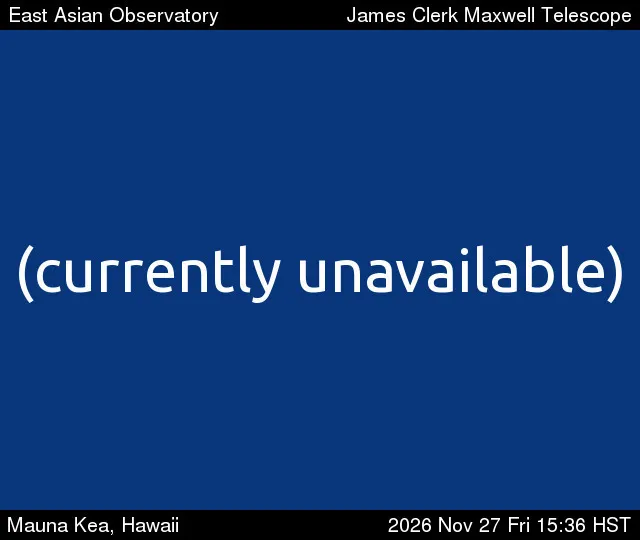 East Asian Observatory James Clerk Maxwell Telescope
(currently unavailable)
Mauna Kea, Hawaii 2026 Nov 27 Fri 15:36 HST